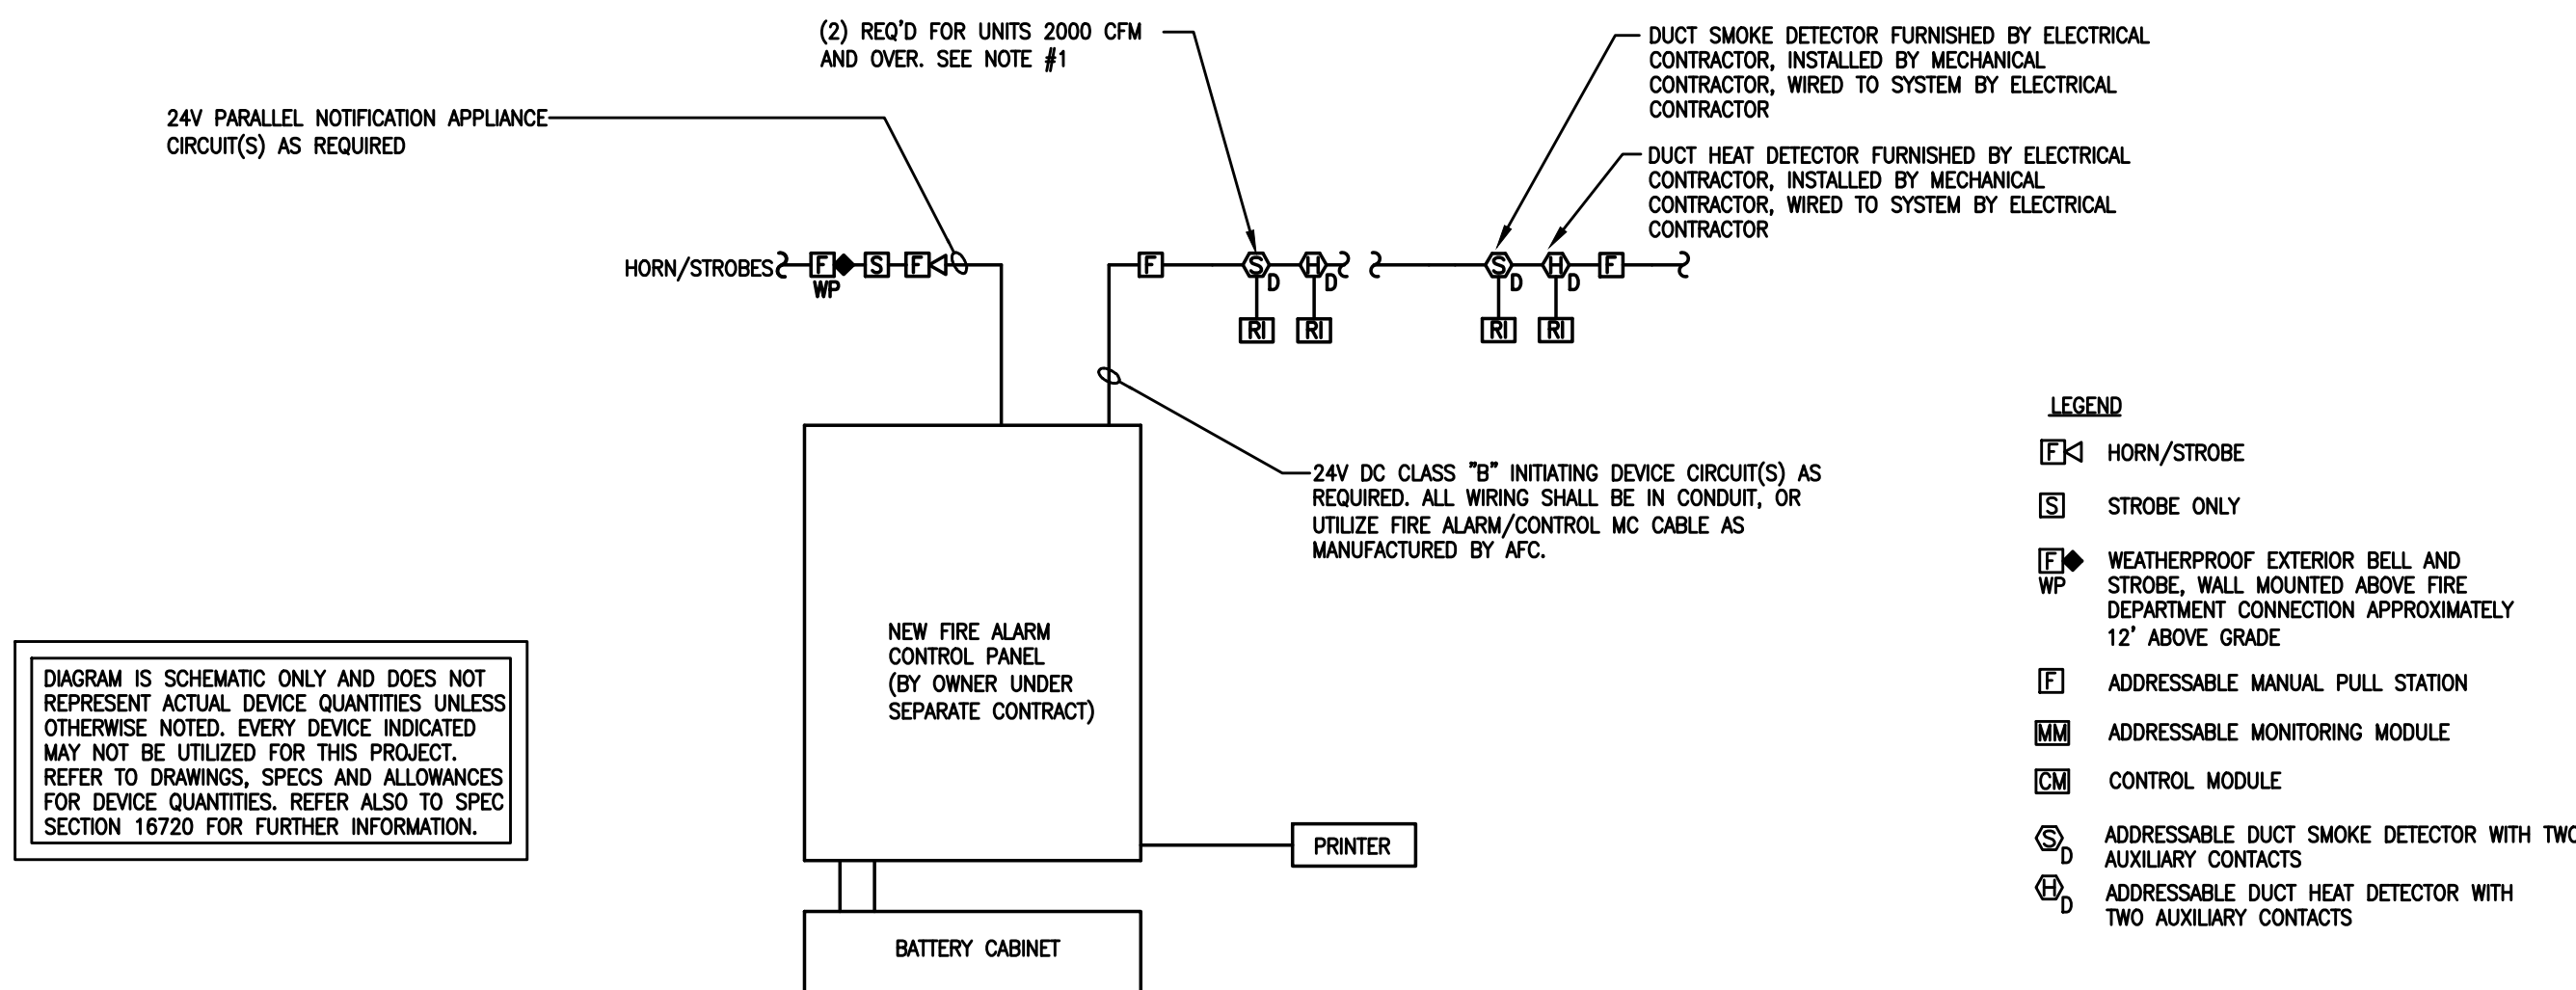 (2) REQ'D FOR UNITS 2000 CFM
AND OVER. SEE NOTE #1
DUCT SMOKE DETECTOR FURNISHED BY ELECTRICAL
CONTRACTOR, INSTALLED BY MECHANICAL
CONTRACTOR, WIRED TO SYSTEM BY ELECTRICAL
CONTRACTOR
24V PARALLEL NOTIFICATION APPLIANCE
CIRCUIT(S) AS REQUIRED
DUCT HEAT DETECTOR FURNISHED BY ELECTRICAL
CONTRACTOR, INSTALLED BY MECHANICAL
CONTRACTOR, WIRED TO SYSTEM BY ELECTRICAL
CONTRACTOR
HORN/STROBES F S F
WP
F S D H D S D H D F
RI RI RI RI
24V DC CLASS "B" INITIATING DEVICE CIRCUIT(S) AS
REQUIRED. ALL WIRING SHALL BE IN CONDUIT, OR
UTILIZE FIRE ALARM/CONTROL MC CABLE AS
MANUFACTURED BY AFC.
NEW FIRE ALARM
CONTROL PANEL
(BY OWNER UNDER
SEPARATE CONTRACT)
PRINTER
BATTERY CABINET
DIAGRAM IS SCHEMATIC ONLY AND DOES NOT
REPRESENT ACTUAL DEVICE QUANTITIES UNLESS
OTHERWISE NOTED. EVERY DEVICE INDICATED
MAY NOT BE UTILIZED FOR THIS PROJECT.
REFER TO DRAWINGS, SPECS AND ALLOWANCES
FOR DEVICE QUANTITIES. REFER ALSO TO SPEC
SECTION 16720 FOR FURTHER INFORMATION.
LEGEND
F HORN/STROBE
S STROBE ONLY
F WEATHERPROOF EXTERIOR BELL AND
WP STROBE, WALL MOUNTED ABOVE FIRE
DEPARTMENT CONNECTION APPROXIMATELY
12' ABOVE GRADE
F ADDRESSABLE MANUAL PULL STATION
MM ADDRESSABLE MONITORING MODULE
CM CONTROL MODULE
S D ADDRESSABLE DUCT SMOKE DETECTOR WITH TWO
AUXILIARY CONTACTS
H D ADDRESSABLE DUCT HEAT DETECTOR WITH
TWO AUXILIARY CONTACTS